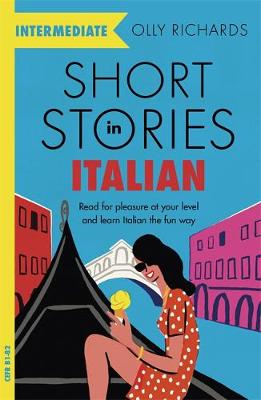 INTERMEDIATE
OLLY RICHARDS
SHORT
in
STORIES
ITALIAN
Read for pleasure at your level
and learn Italian the fun way
CEFR B1-B2